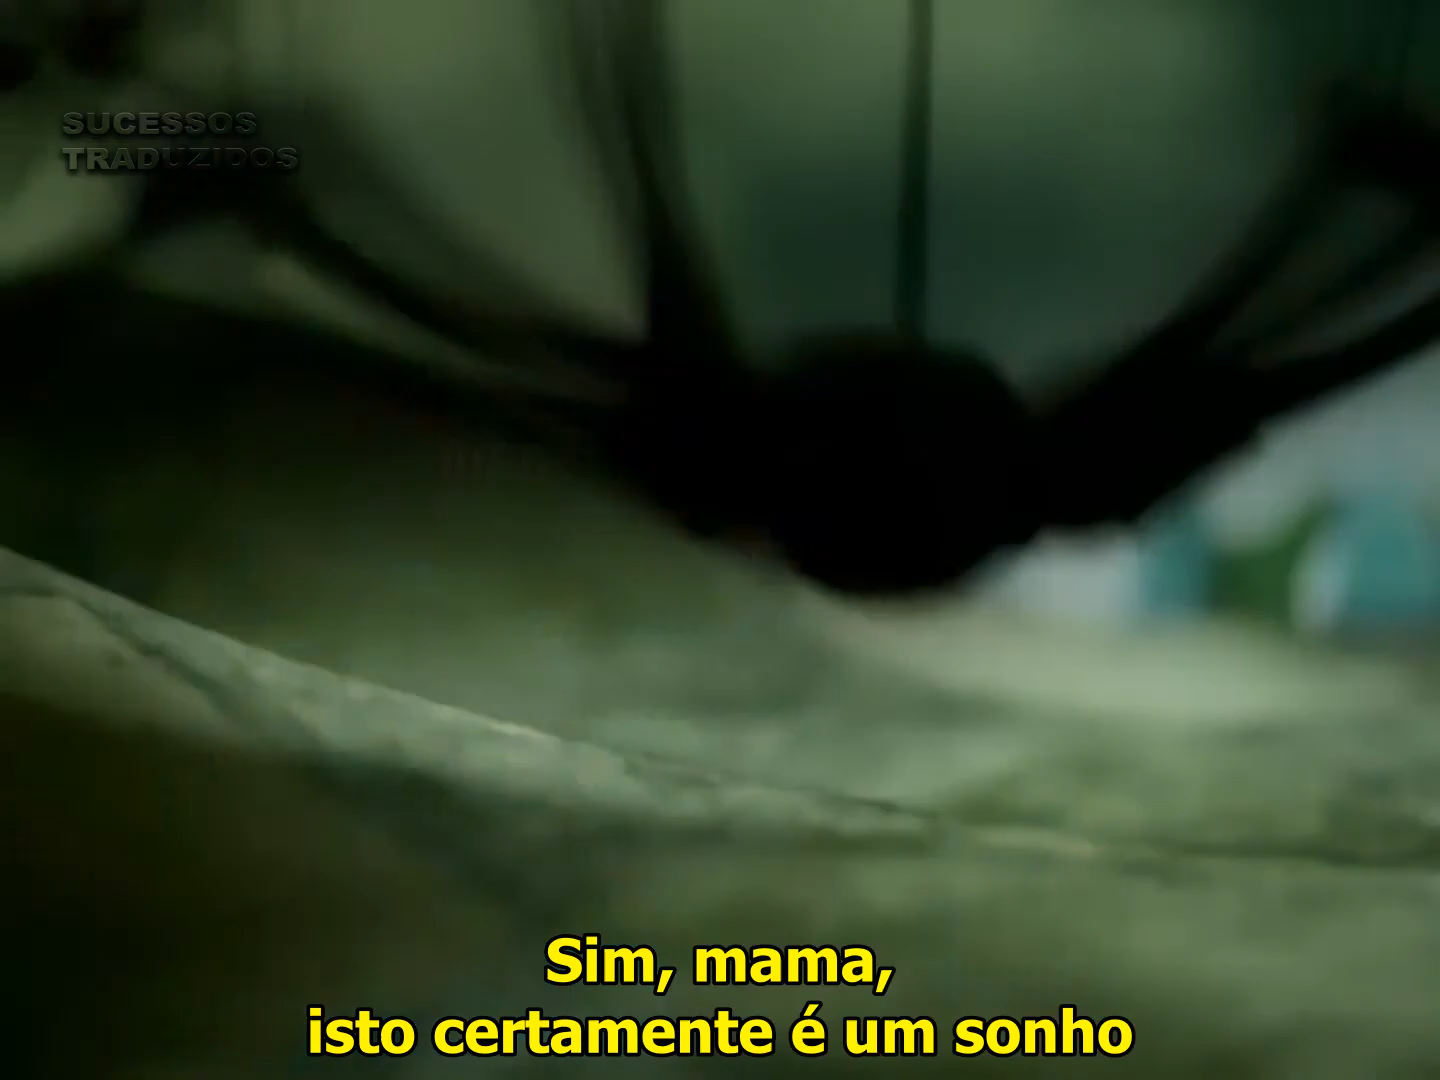 SUCESSOS
TRADUZIDOS
Sim, mama,
isto certamente é um sonho